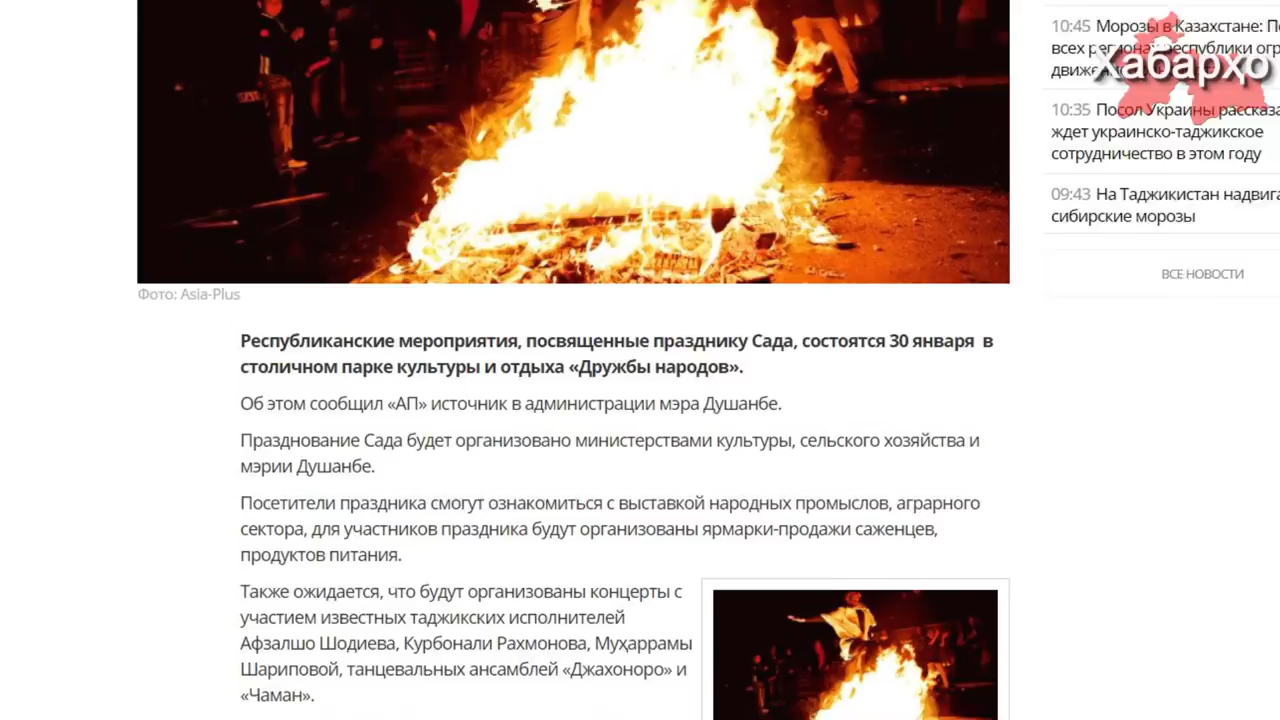 Фото: Asia-Plus
Республиканские мероприятия, посвященные празднику Сада, состоятся 30 января в
столичном парке культуры и отдыха «Дружбы народов».
Об этом сообщил «АП» источник в администрации мэра Душанбе.
Празднование Сада будет организовано министерствами культуры, сельского хозяйства и
мэрии Душанбе.
Посетители праздника смогут ознакомиться с выставкой народных промыслов, аграрного
сектора, для участников праздника будут организованы ярмарки-продажи саженцев,
продуктов питания.
Также ожидается, что будут организованы концерты с
участием известных таджикских исполнителей
Афзалшо Шодиева, Курбонали Рахмонова, Муҳаррамы
Шариповой, танцевальных ансамблей «Джахоноро» и
«Чаман».
10:45 Морозы в Казахстане:
всех регионах республики
хабарҳо
10:35 Посол Украины
ждет украинско-таджикское
сотрудничество в этом году
09:43 На Таджикистан
сибирские морозы
ВСЕ НОВОСТИ